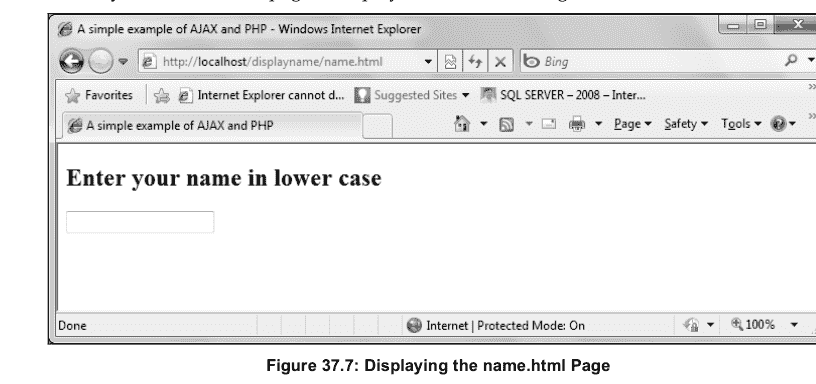 A simple example of AJAX and PHP - Windows Internet Explorer
http://localhost/displayname/name.html
Bing
Favorites
Internet Explorer cannot d...
Suggested Sites
SQL SERVER – 2008 – Inter...
A simple example of AJAX and PHP
Page
Safety
Tools
Enter your name in lower case
Done
Internet | Protected Mode: On
100%
Figure 37.7: Displaying the name.html Page